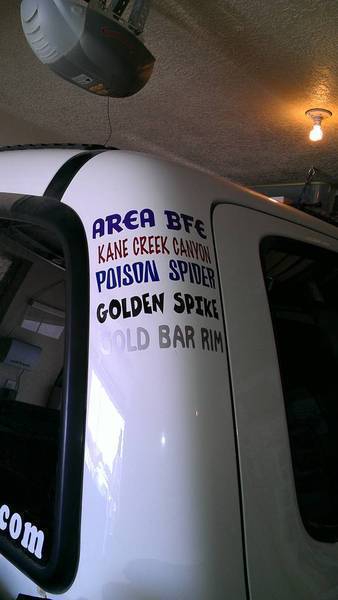 AREA BFE
KANE CREEK CANYON
POISON SPIDER
GOLDEN SPIKE
GOLD BAR RIM
.com